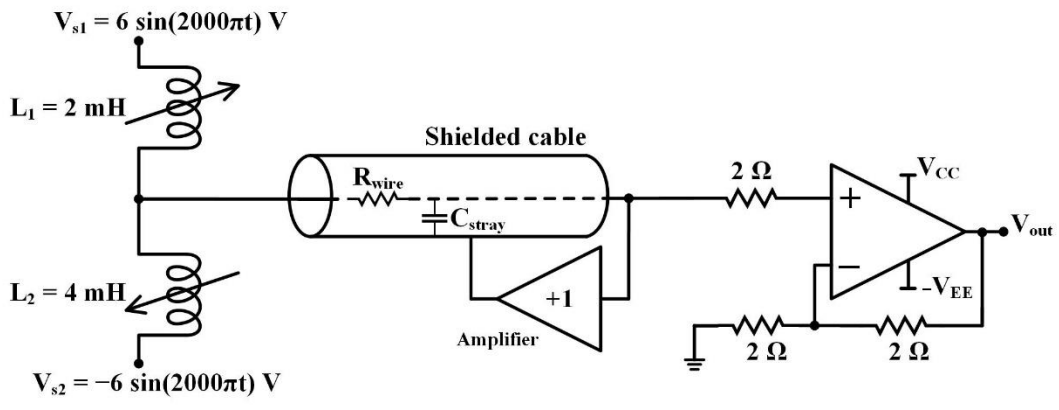 V_s1 = 6 sin(2000πt) V
L_1 = 2 mH
Shielded cable
R_wire
C_stray
2 Ω
V_CC
+
V_out
−
−V_EE
L_2 = 4 mH
+1
Amplifier
2 Ω
2 Ω
V_s2 = −6 sin(2000πt) V